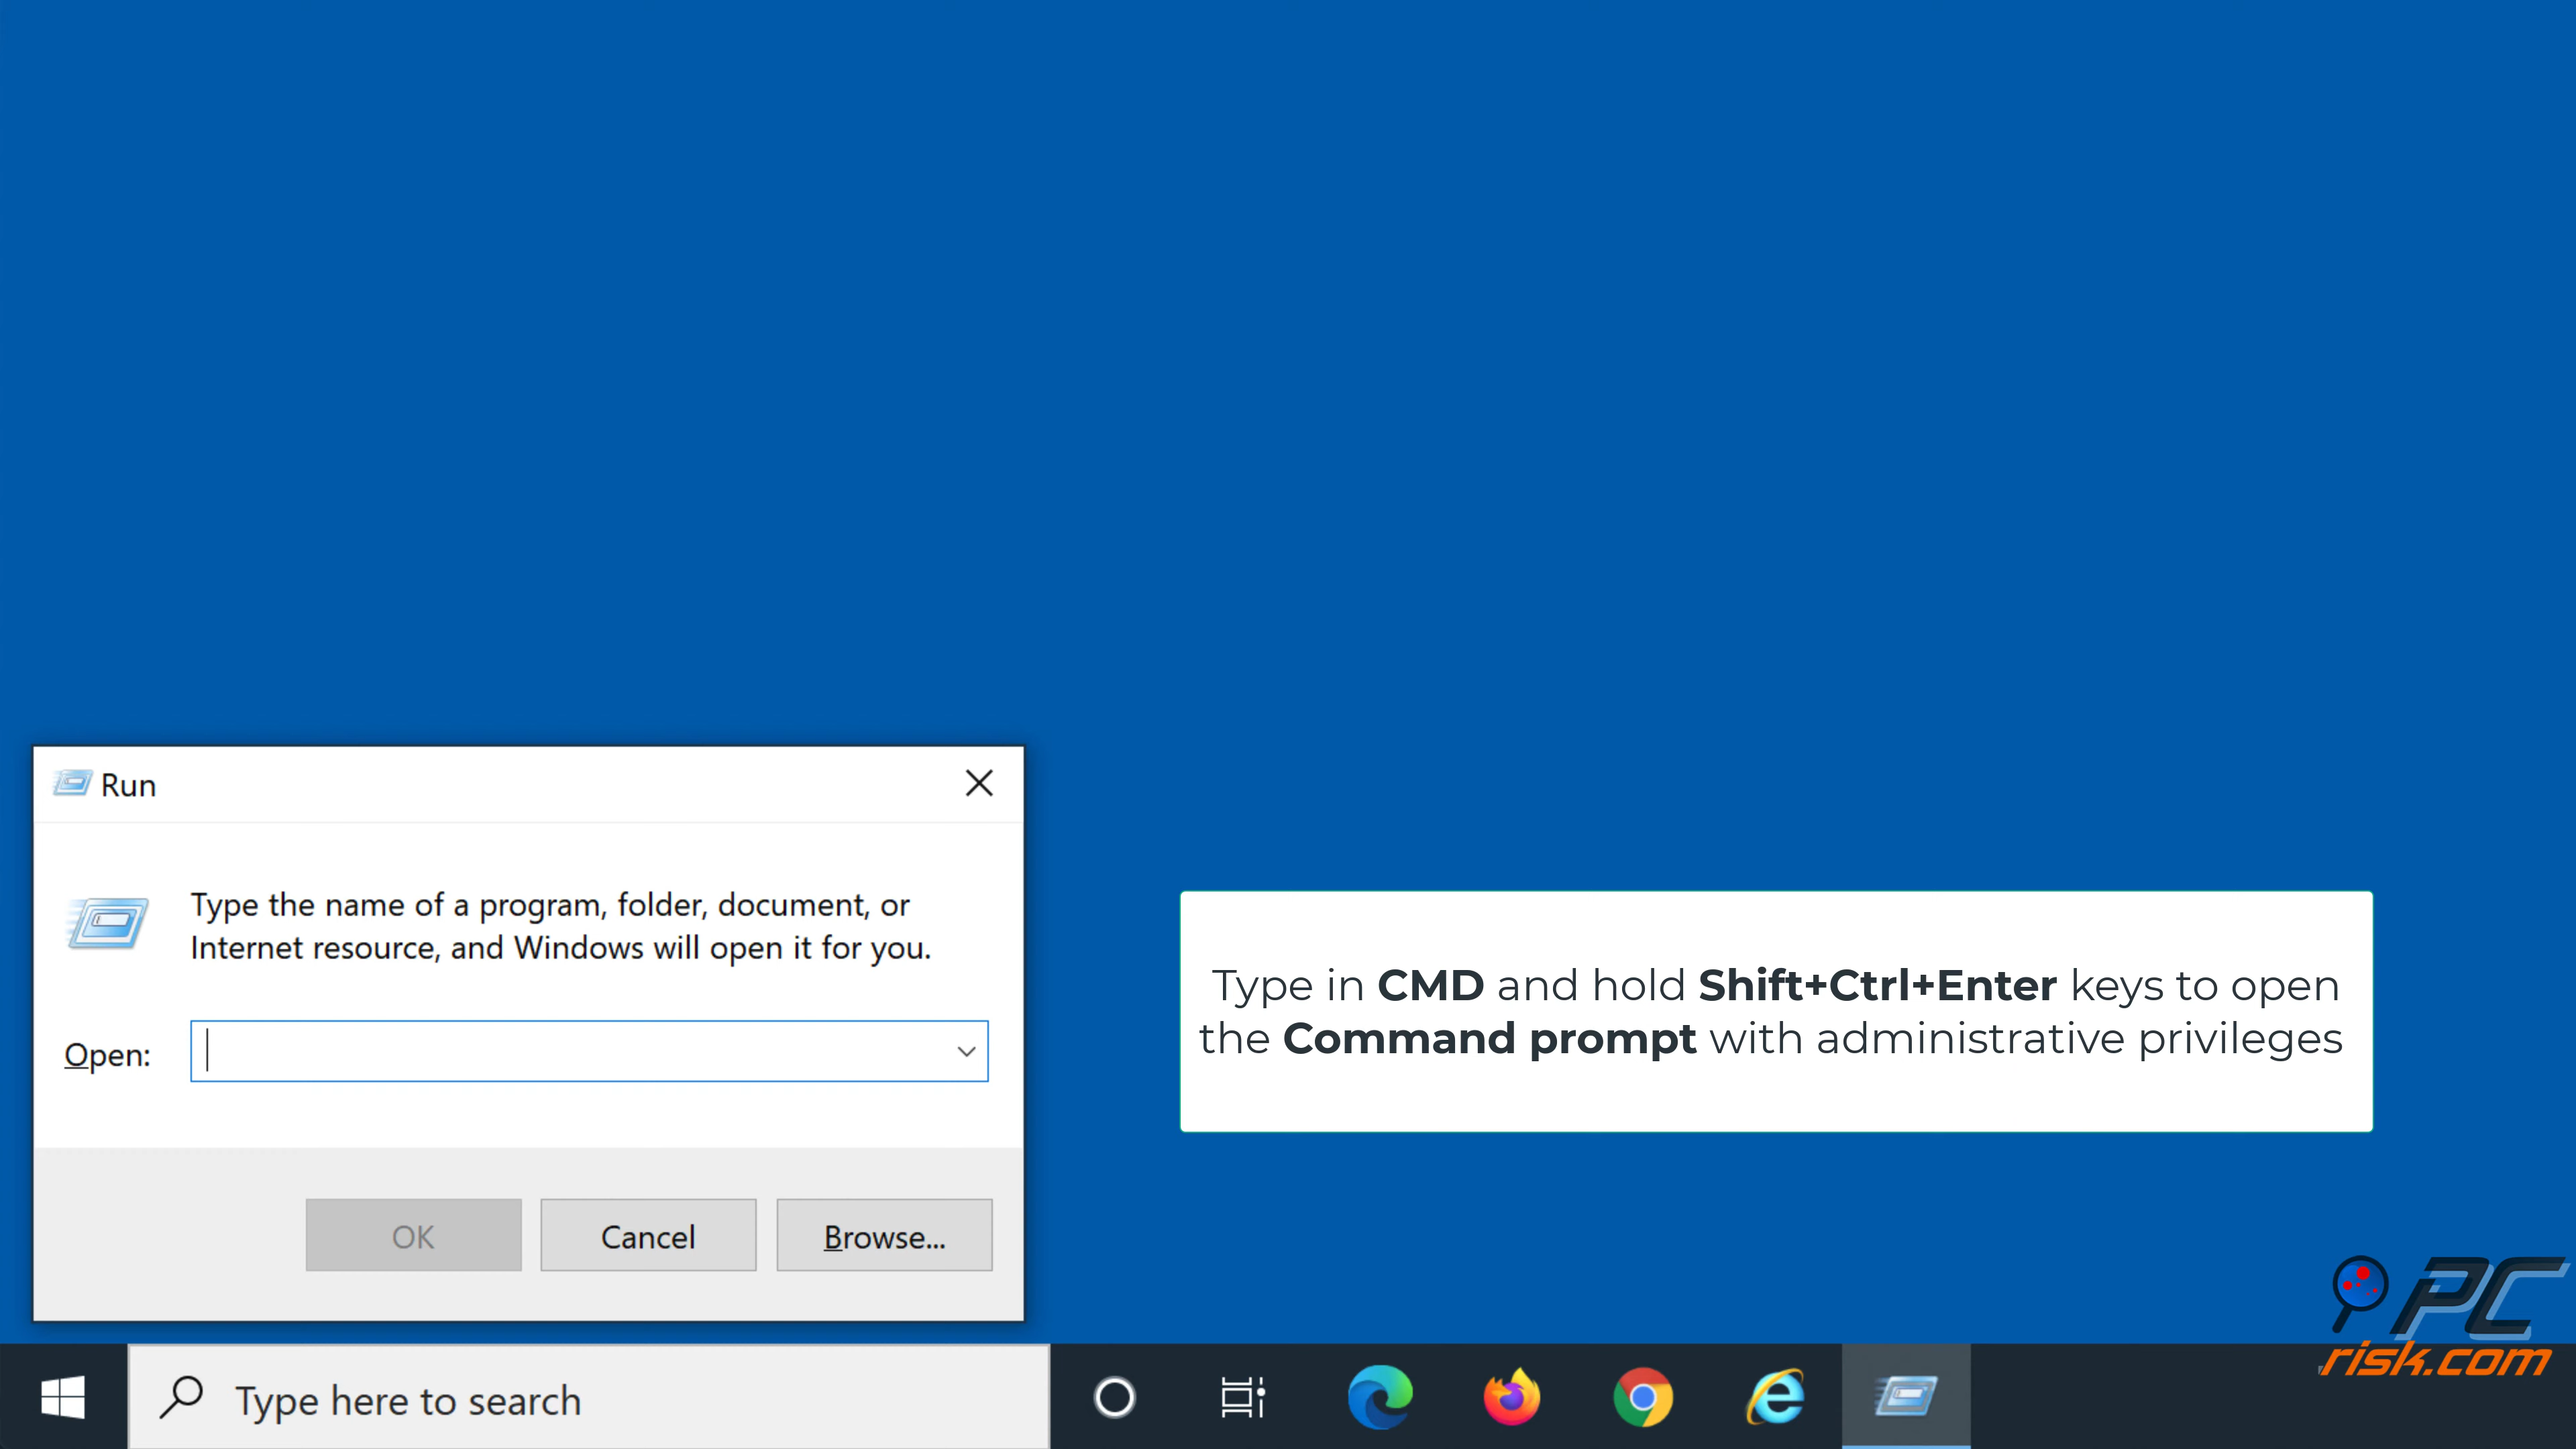 Run
Type the name of a program, folder, document, or
Internet resource, and Windows will open it for you.
Open:
OK
Cancel
Browse...
Type in CMD and hold Shift+Ctrl+Enter keys to open
the Command prompt with administrative privileges
PC
risk.com
Type here to search